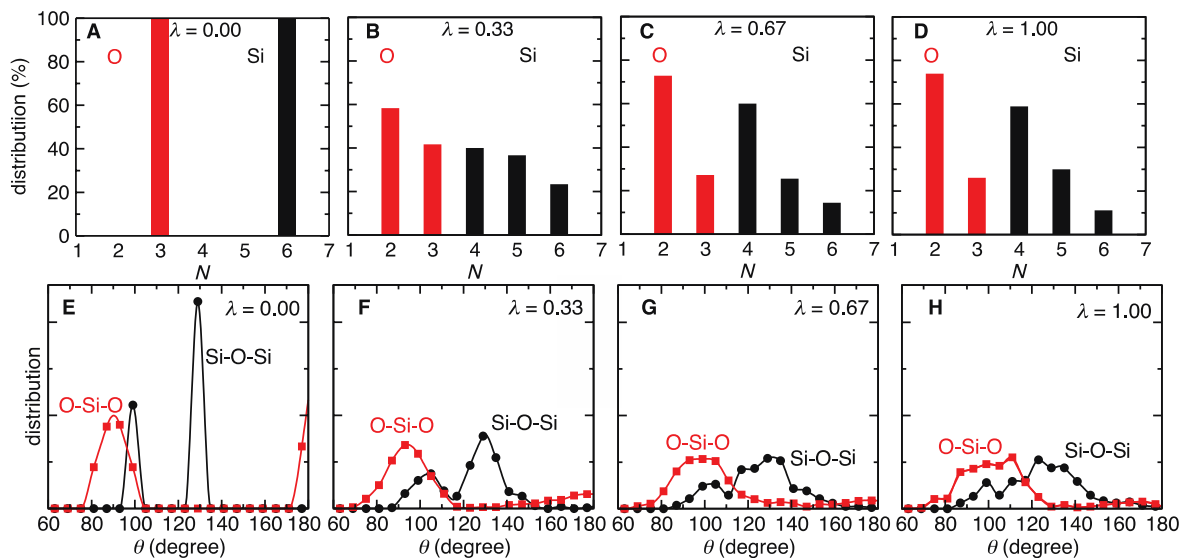 A λ = 0.00
O Si
distributiion (%)
100
80
60
40
20
0
1 2 3 4 5 6 7
N
B λ = 0.33
O Si
1 2 3 4 5 6 7
N
C λ = 0.67
O Si
1 2 3 4 5 6 7
N
D λ = 1.00
O Si
1 2 3 4 5 6 7
N
E λ = 0.00
Si-O-Si
O-Si-O
distribution
60 80 100 120 140 160 180
θ (degree)
F λ = 0.33
O-Si-O Si-O-Si
60 80 100 120 140 160 180
θ (degree)
G λ = 0.67
O-Si-O Si-O-Si
60 80 100 120 140 160 180
θ (degree)
H λ = 1.00
O-Si-O Si-O-Si
60 80 100 120 140 160 180
θ (degree)